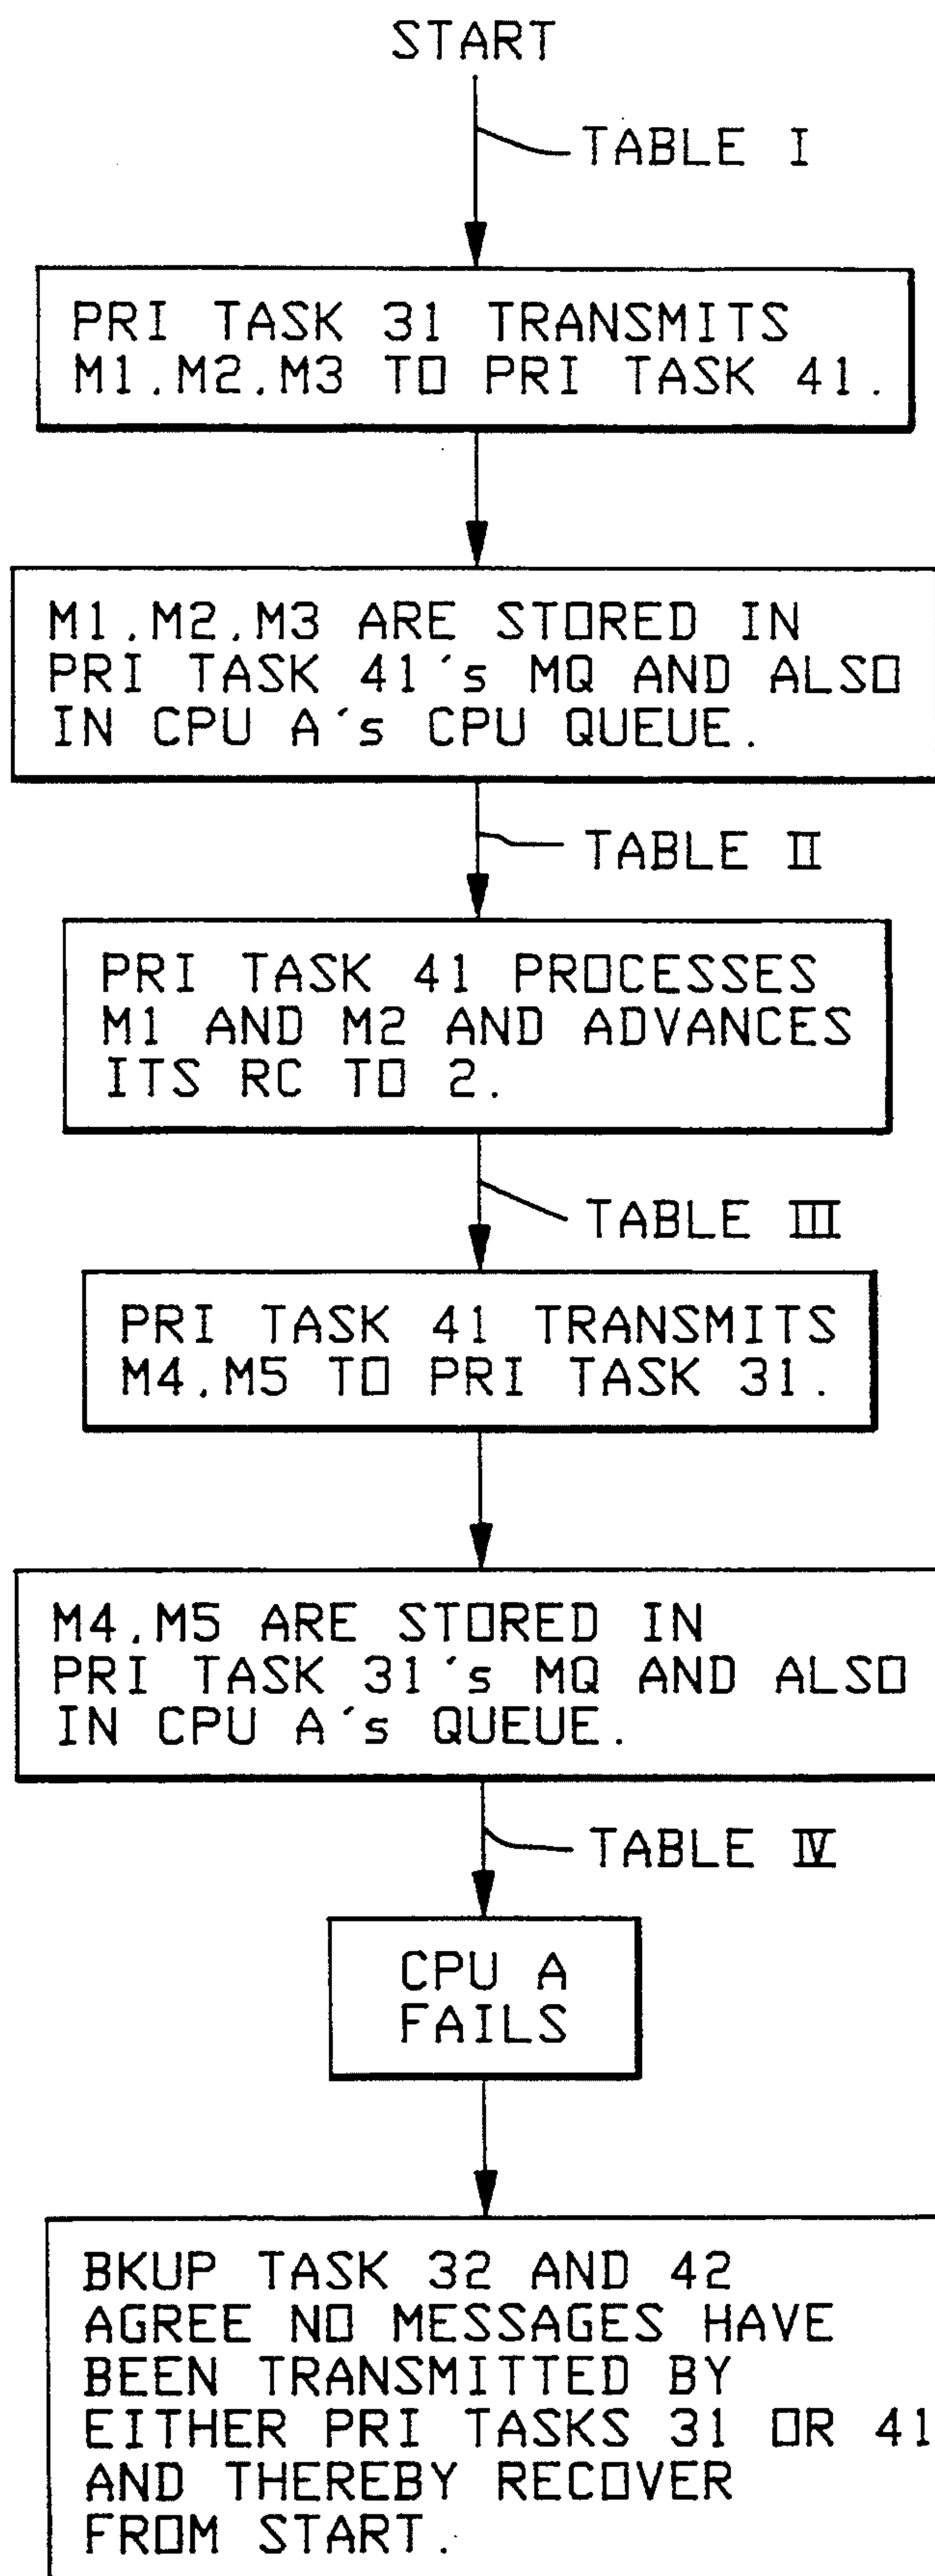 START
TABLE I
PRI TASK 31 TRANSMITS
M1,M2,M3 TO PRI TASK 41.
M1,M2,M3 ARE STORED IN
PRI TASK 41's MQ AND ALSO
IN CPU A's CPU QUEUE.
TABLE II
PRI TASK 41 PROCESSES
M1 AND M2 AND ADVANCES
ITS RC TO 2.
TABLE III
PRI TASK 41 TRANSMITS
M4,M5 TO PRI TASK 31.
M4,M5 ARE STORED IN
PRI TASK 31's MQ AND ALSO
IN CPU A's QUEUE.
TABLE IV
CPU A
FAILS
BKUP TASK 32 AND 42
AGREE NO MESSAGES HAVE
BEEN TRANSMITTED BY
EITHER PRI TASKS 31 OR 41
AND THEREBY RECOVER
FROM START.